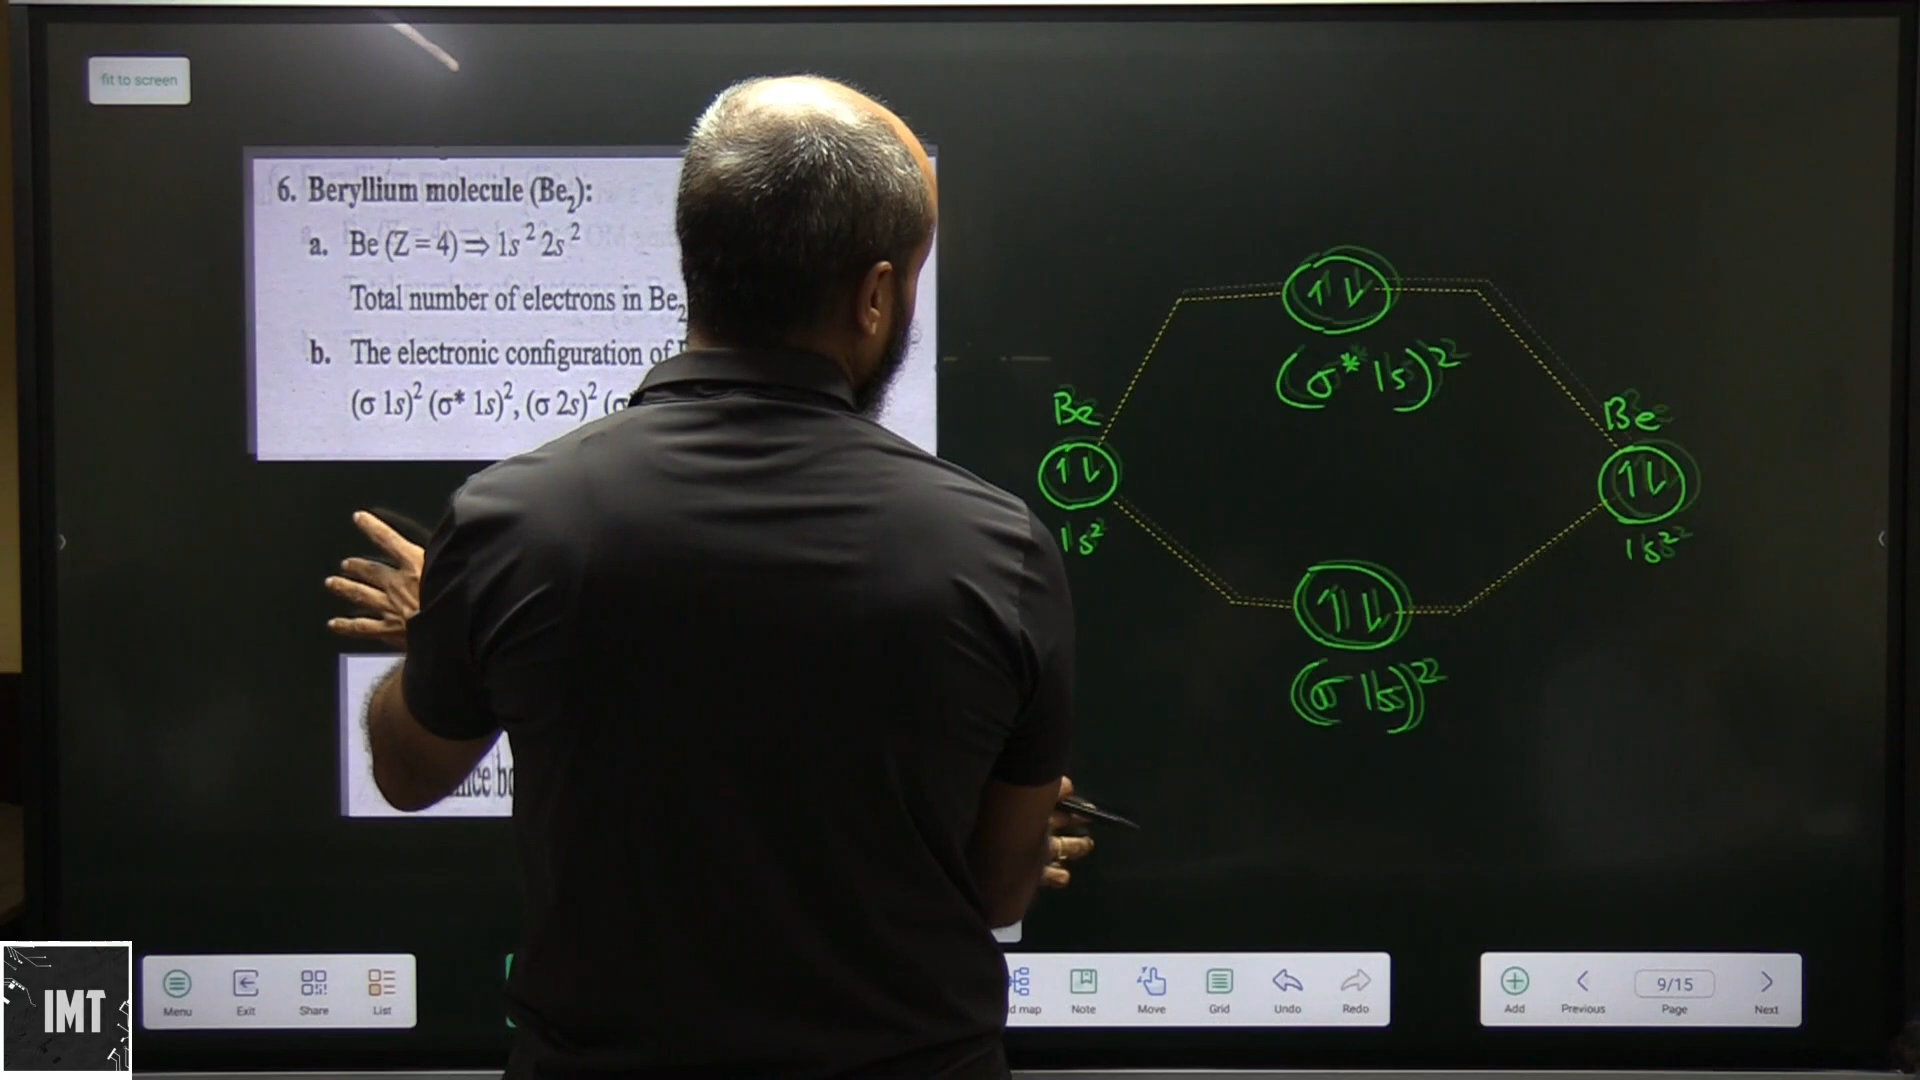 fit to screen
6. Beryllium molecule (Be₂):
a. Be (Z = 4) ⇒ 1s² 2s²
Total number of electrons in Be₂
b. The electronic configuration of
(σ 1s)² (σ* 1s)², (σ 2s)² (σ
↑↓
(σ* 1s)²
Be
Be
↑↓
↑↓
1s²
1s²
↑↓
(σ 1s)²
IMT
Menu
Exit
Share
List
map
Note
Move
Grid
Undo
Redo
Add
Previous
9/15
Page
Next